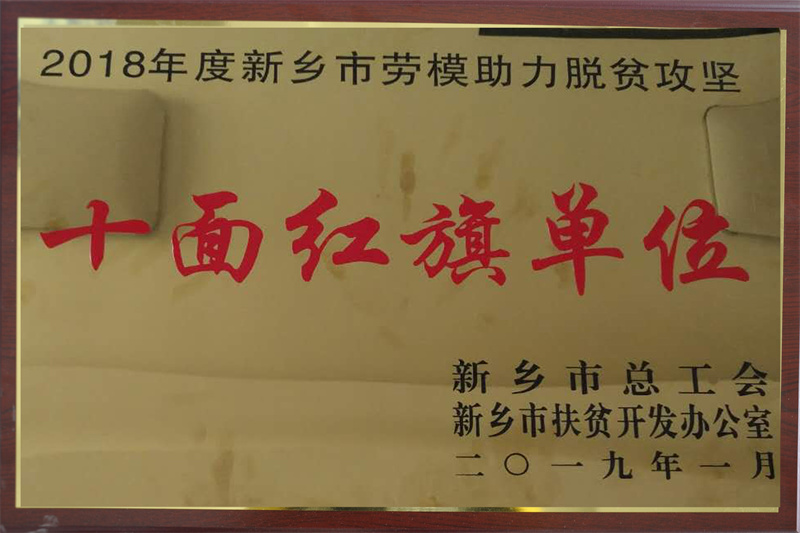 2018年度新乡市劳模助力脱贫攻坚
十面红旗单位
新乡市总工会
新乡市扶贫开发办公室
二〇一九年一月